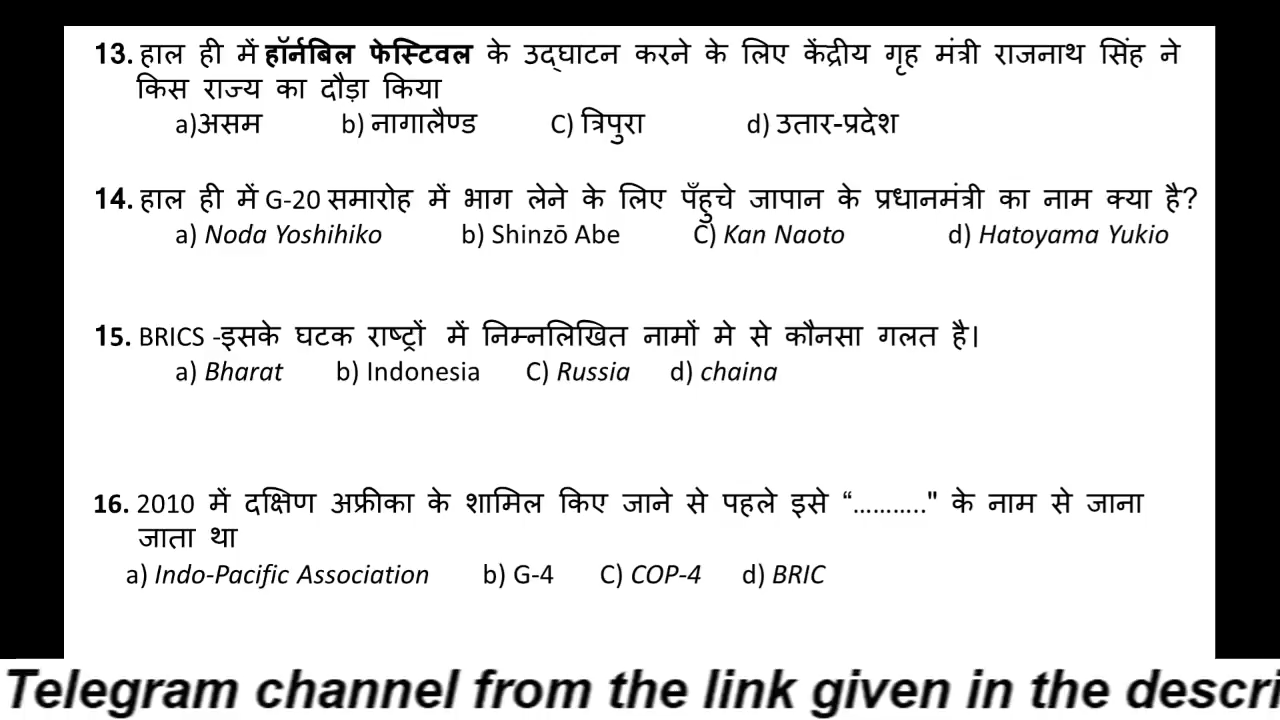 13. हाल ही में हॉर्नबिल फेस्टिवल के उद्घाटन करने के लिए केंद्रीय गृह मंत्री राजनाथ सिंह ने
किस राज्य का दौड़ा किया
a)असम b) नागालैण्ड C) त्रिपुरा d) उतार-प्रदेश
14. हाल ही में G-20 समारोह में भाग लेने के लिए पँहुचे जापान के प्रधानमंत्री का नाम क्या है?
a) Noda Yoshihiko b) Shinzō Abe C) Kan Naoto d) Hatoyama Yukio
15. BRICS -इसके घटक राष्ट्रों में निम्नलिखित नामों मे से कौनसा गलत है।
a) Bharat b) Indonesia C) Russia d) chaina
16. 2010 में दक्षिण अफ्रीका के शामिल किए जाने से पहले इसे “..........." के नाम से जाना
जाता था
a) Indo-Pacific Association b) G-4 C) COP-4 d) BRIC
Telegram channel from the link given in the descri